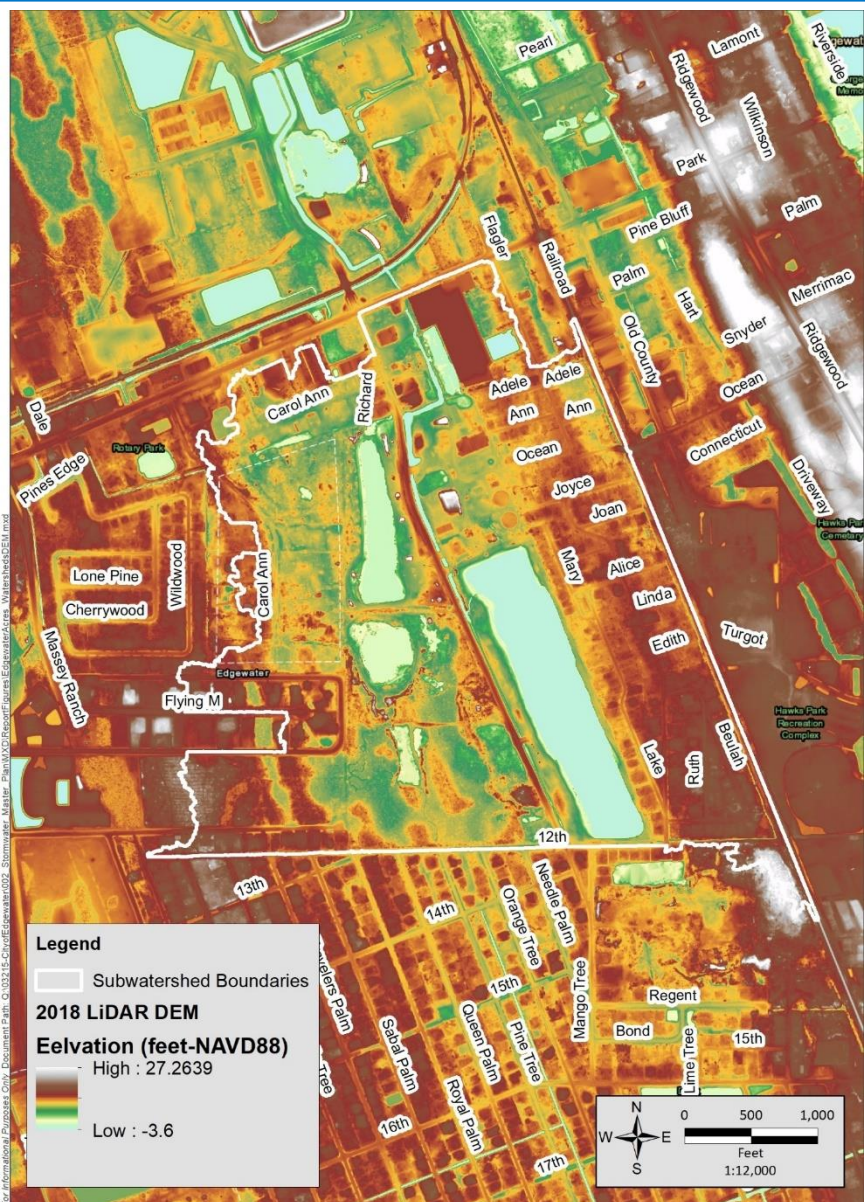 Pearl
Lamont
Riverside
Ridgewood
Wilkinson
Park
Palm
Pine Bluff
Flagler
Railroad
Palm
Hart
Merrimac
Snyder
Ridgewood
Old County
Ocean
Adele
Adele
Carol Ann
Richard
Ann
Ann
Connecticut
Dale
Rotary Park
Ocean
Driveway
Pines Edge
Joyce
Joan
Hawks Park
Cemetery
Wildwood
Lone Pine
Cherrywood
Carol Ann
Mary
Alice
Linda
Edith
Turgot
Massey Ranch
Edgewater
Flying M
Hawks Park
Recreation
Complex
Lake
Ruth
Beulah
12th
13th
14th
Orange Tree
Needle Palm
Mango Tree
15th
Sabal Palm
Queen Palm
Pine Tree
Regent
Bond
Lime Tree
15th
Royal Palm
16th
17th
Tree
Legend
Subwatershed Boundaries
2018 LiDAR DEM
Eelvation (feet-NAVD88)
High : 27.2639
Low : -3.6
N
W E
S
0 500 1,000
Feet
1:12,000